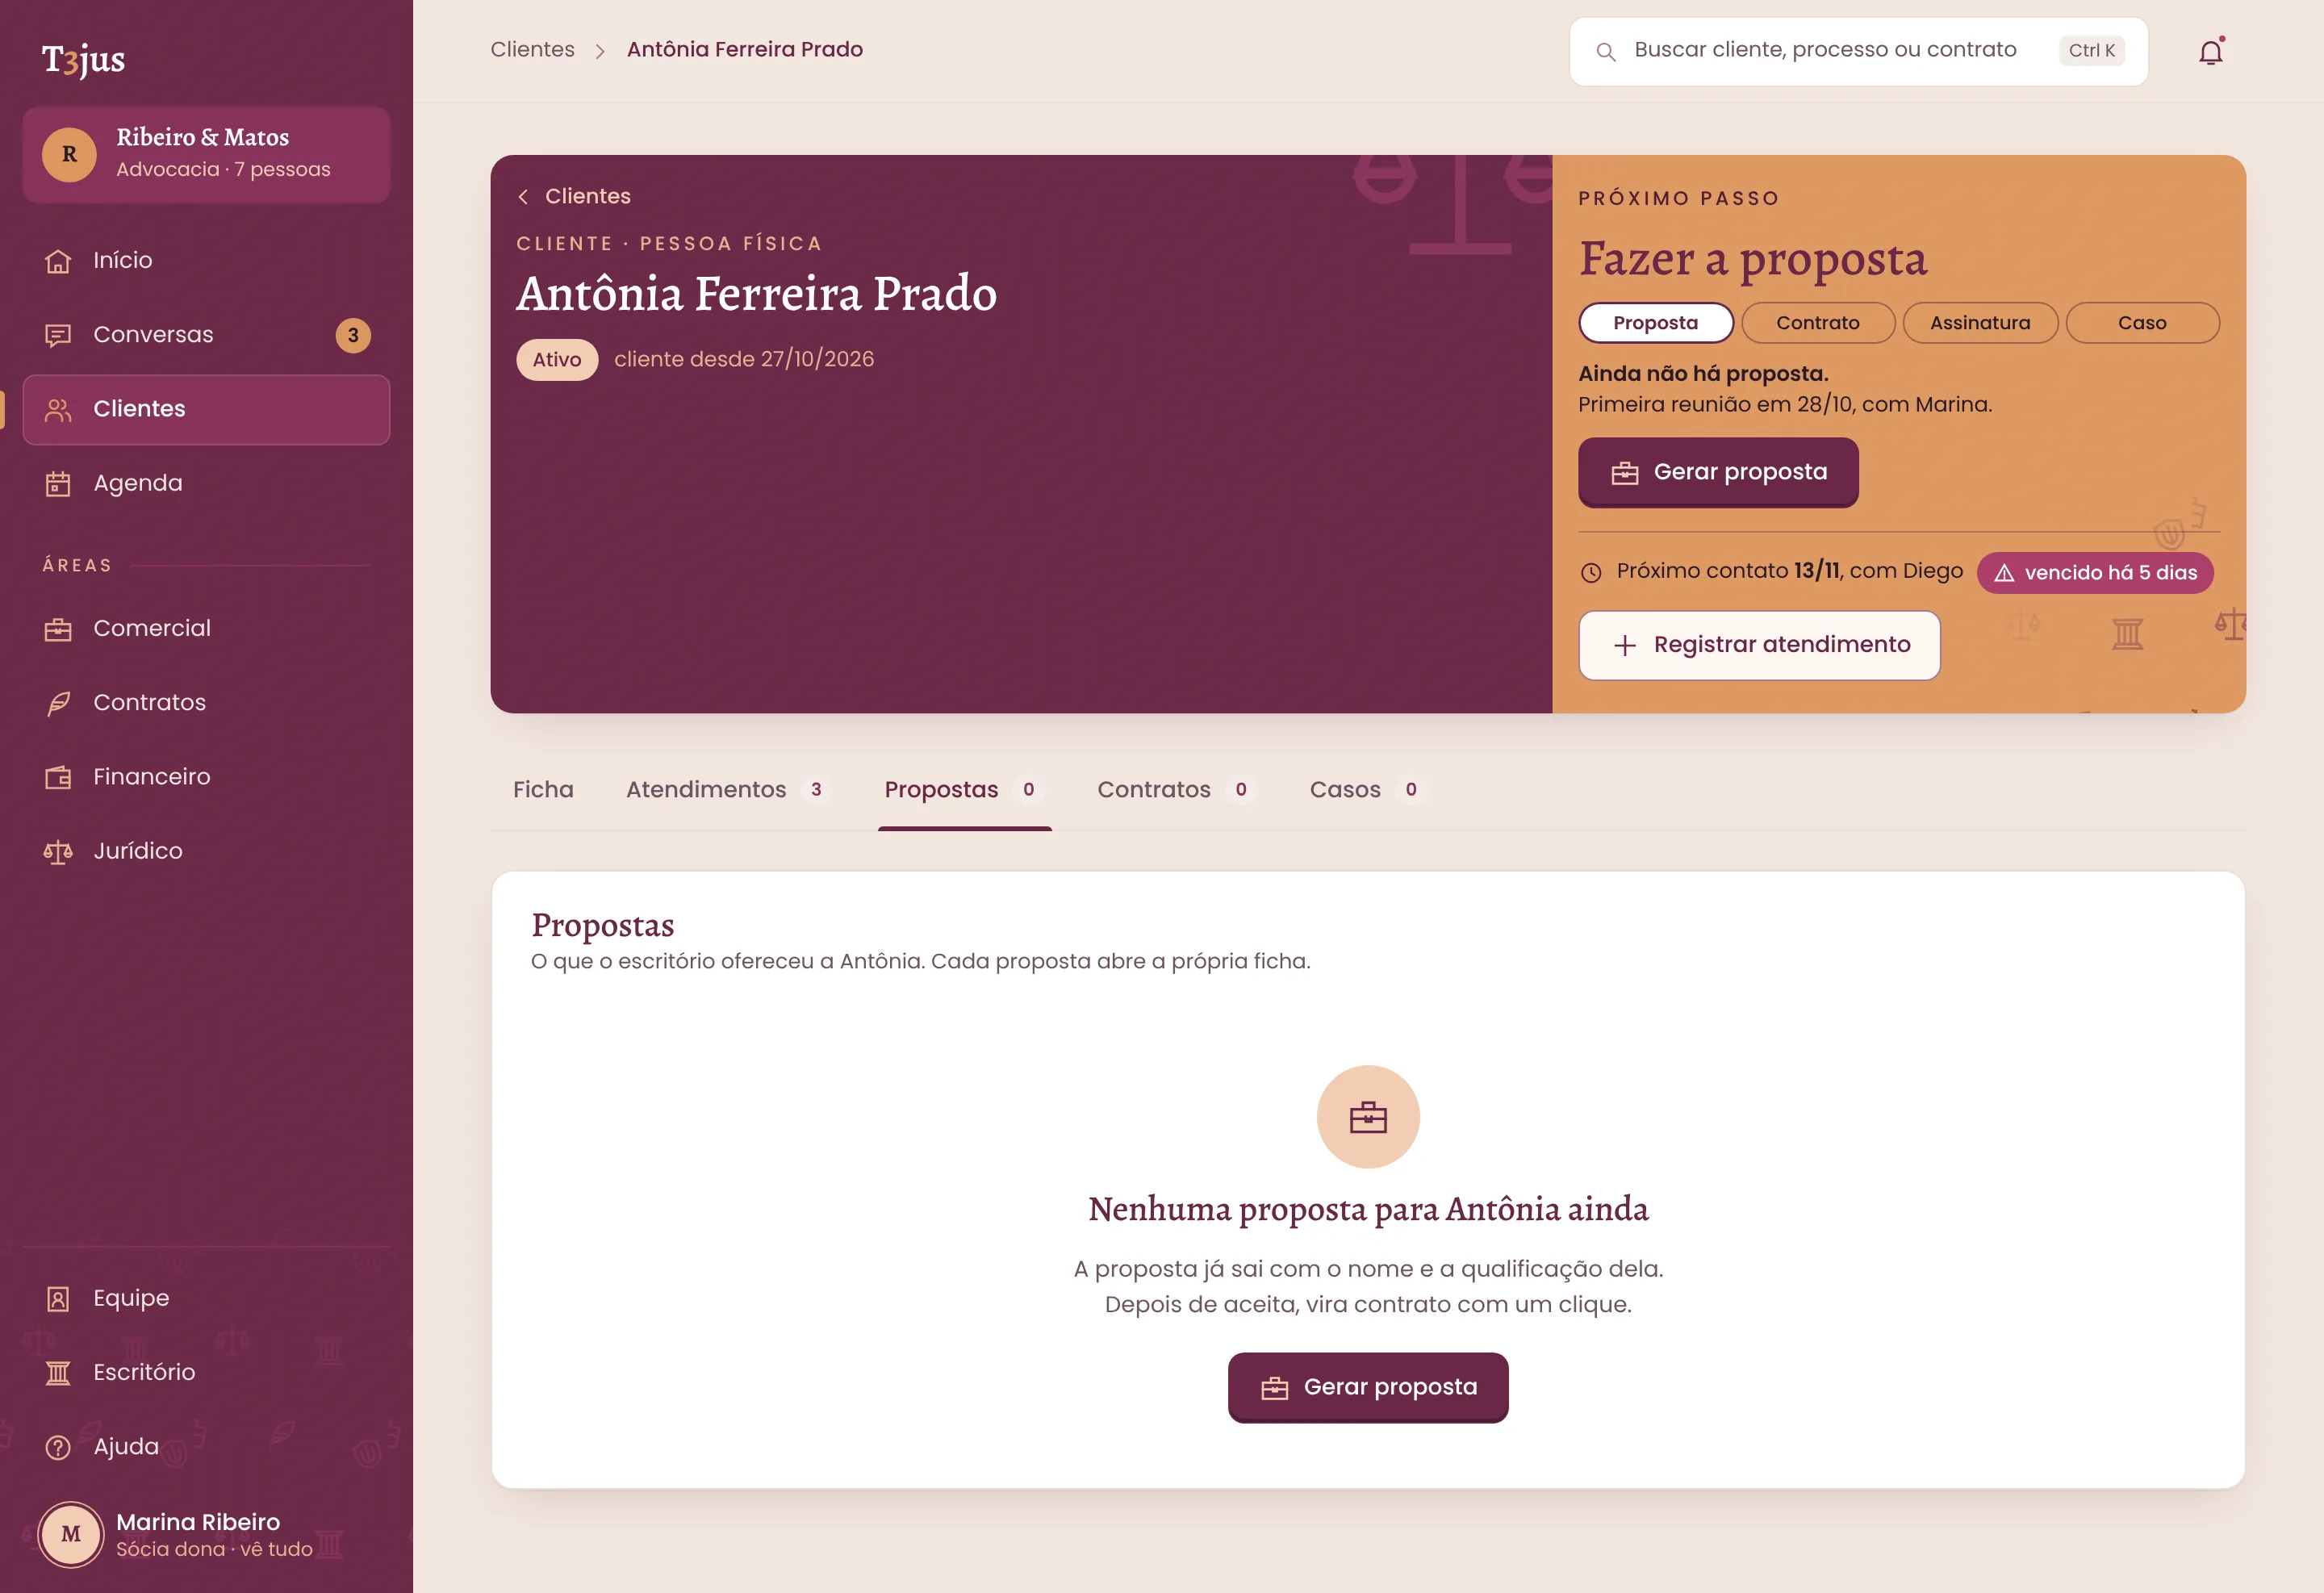 T3jus
R
Ribeiro & Matos
Advocacia · 7 pessoas
Início
Conversas
3
Clientes
Agenda
ÁREAS
Comercial
Contratos
Financeiro
Jurídico
Equipe
Escritório
Ajuda
M
Marina Ribeiro
Sócia dona · vê tudo
Clientes
Antônia Ferreira Prado
Buscar cliente, processo ou contrato
Ctrl K
Clientes
CLIENTE · PESSOA FÍSICA
Antônia Ferreira Prado
Ativo
cliente desde 27/10/2026
PRÓXIMO PASSO
Fazer a proposta
Proposta
Contrato
Assinatura
Caso
Ainda não há proposta.
Primeira reunião em 28/10, com Marina.
Gerar proposta
Próximo contato 13/11, com Diego
vencido há 5 dias
Registrar atendimento
Ficha
Atendimentos 3
Propostas 0
Contratos 0
Casos 0
Propostas
O que o escritório ofereceu a Antônia. Cada proposta abre a própria ficha.
Nenhuma proposta para Antônia ainda
A proposta já sai com o nome e a qualificação dela.
Depois de aceita, vira contrato com um clique.
Gerar proposta